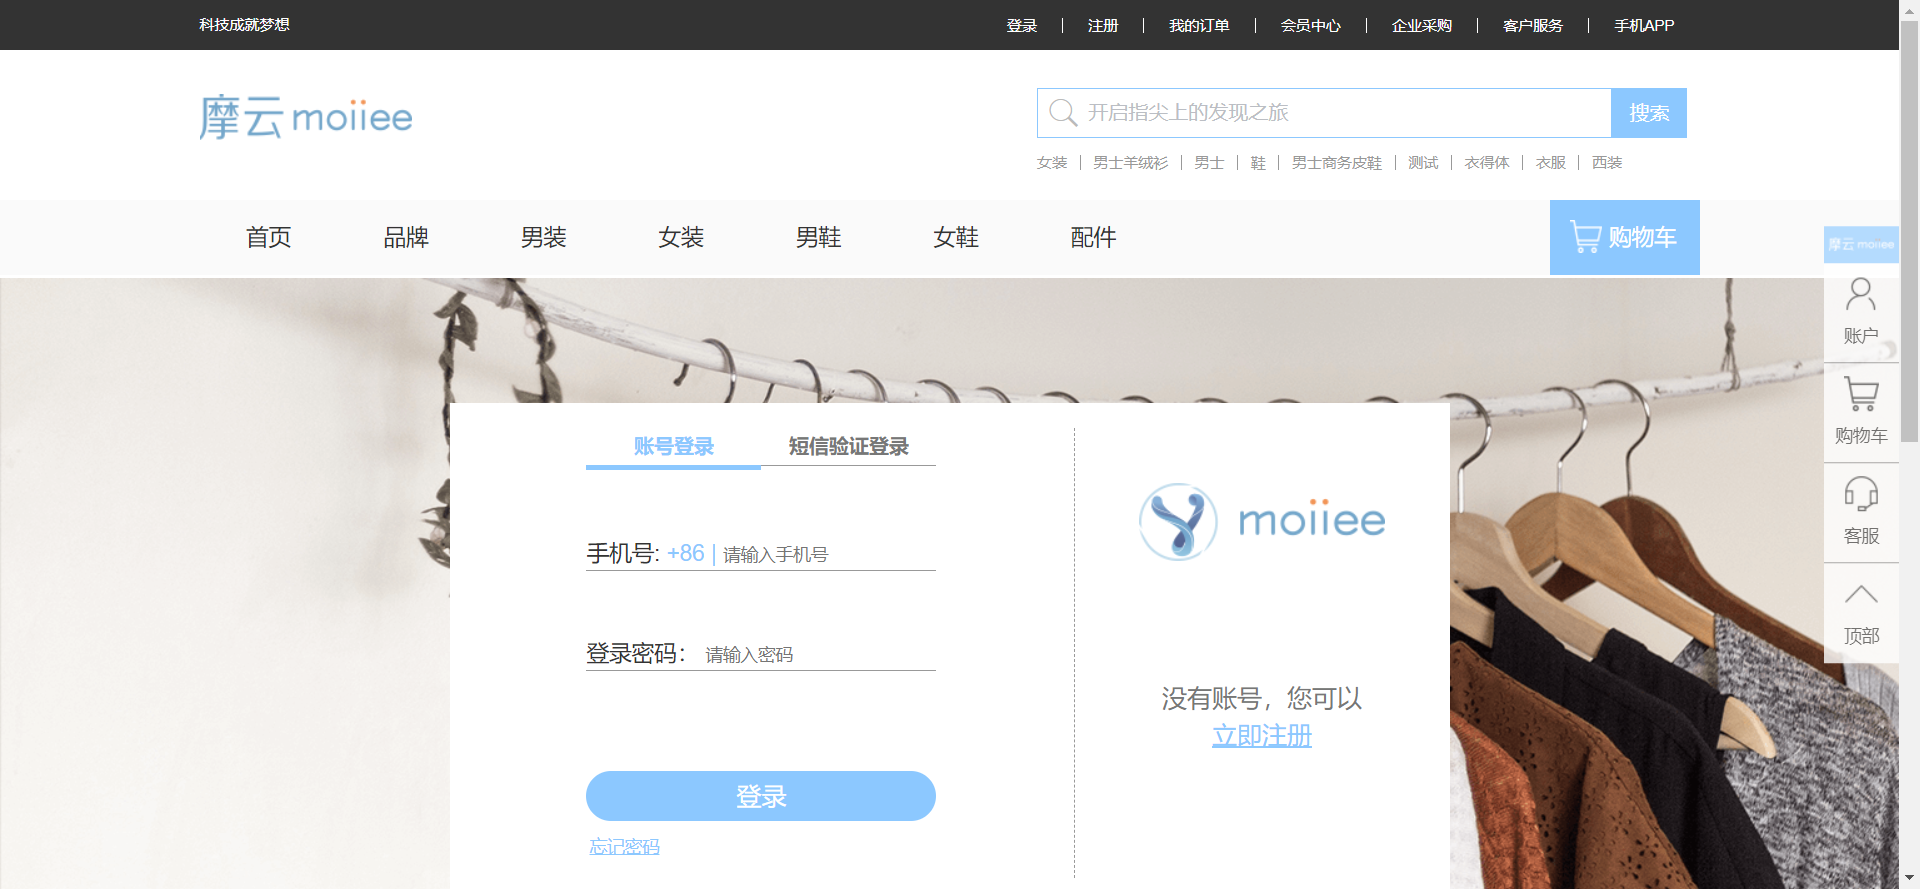 科技成就梦想
登录 | 注册 | 我的订单 | 会员中心 | 企业采购 | 客户服务 | 手机APP
摩云 moiiee
开启指尖上的发现之旅 搜索
女装 | 男士羊绒衫 | 男士 | 鞋 | 男士商务皮鞋 | 测试 | 衣得体 | 衣服 | 西装
首页 品牌 男装 女装 男鞋 女鞋 配件 购物车
摩云 moiiee
账户
购物车
客服
顶部
账号登录 短信验证登录
手机号: +86 | 请输入手机号
登录密码： 请输入密码
登录
忘记密码
moiiee
没有账号，您可以
立即注册